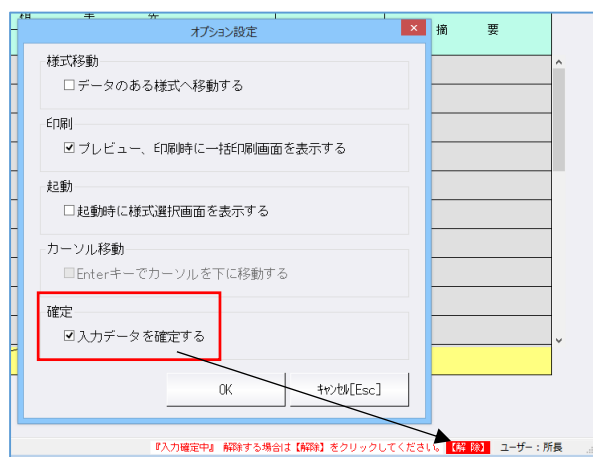 オプション設定
×
摘 要
様式移動
データのある様式へ移動する
印刷
プレビュー、印刷時に一括印刷画面を表示する
起動
起動時に様式選択画面を表示する
カーソル移動
Enterキーでカーソルを下に移動する
確定
入力データを確定する
OK
キャンセル[Esc]
『入力確定中』 解除する場合は【解除】をクリックしてください。 【解 除】 ユーザー：所長